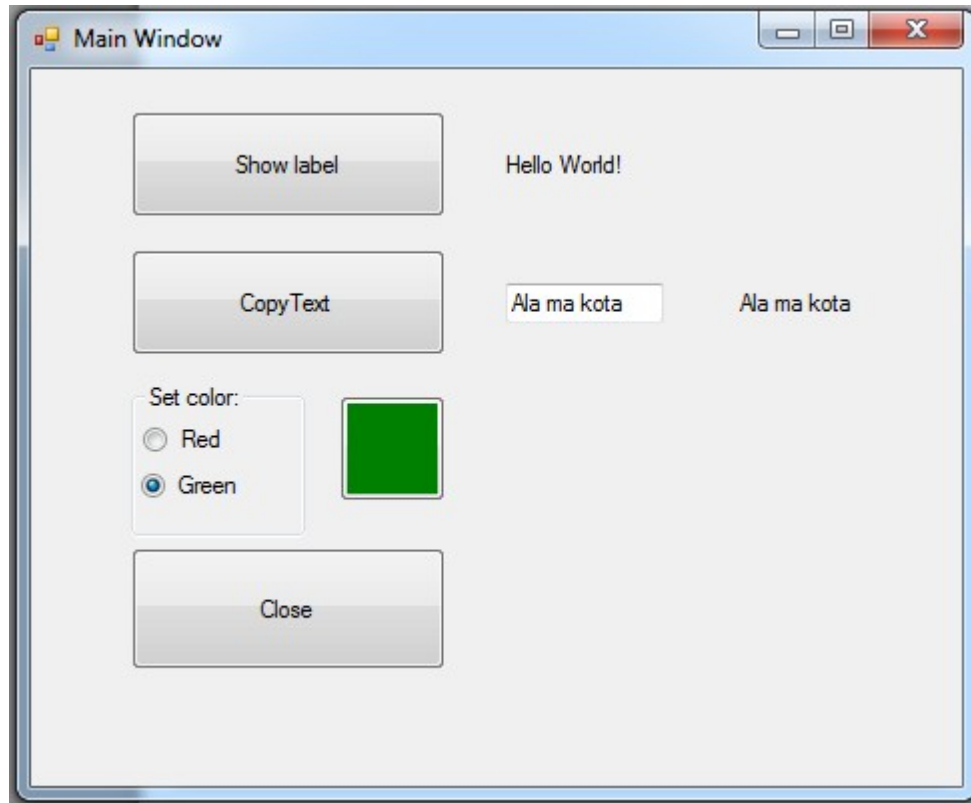 Main Window
Show label
Hello World!
CopyText
Ala ma kota
Ala ma kota
Set color:
Red
Green
Close